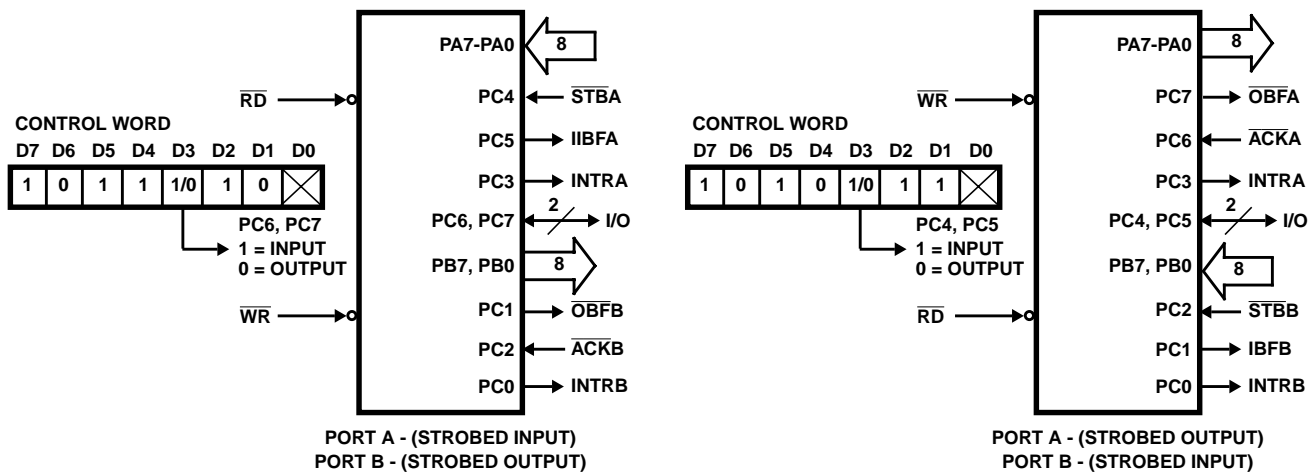 PA7-PA0
8
RD
PC4
STBA
CONTROL WORD
PC5
IIBFA
D7 D6 D5 D4 D3 D2 D1 D0
1 0 1 1 1/0 1 0
PC3
INTRA
PC6, PC7
1 = INPUT
0 = OUTPUT
PC6, PC7
2
I/O
PB7, PB0
8
WR
PC1
OBFB
PC2
ACKB
PC0
INTRB
PORT A - (STROBED INPUT)
PORT B - (STROBED OUTPUT)
PA7-PA0
8
WR
PC7
OBFA
CONTROL WORD
PC6
ACKA
D7 D6 D5 D4 D3 D2 D1 D0
1 0 1 0 1/0 1 1
PC3
INTRA
PC4, PC5
1 = INPUT
0 = OUTPUT
PC4, PC5
2
I/O
PB7, PB0
8
RD
PC2
STBB
PC1
IBFB
PC0
INTRB
PORT A - (STROBED OUTPUT)
PORT B - (STROBED INPUT)